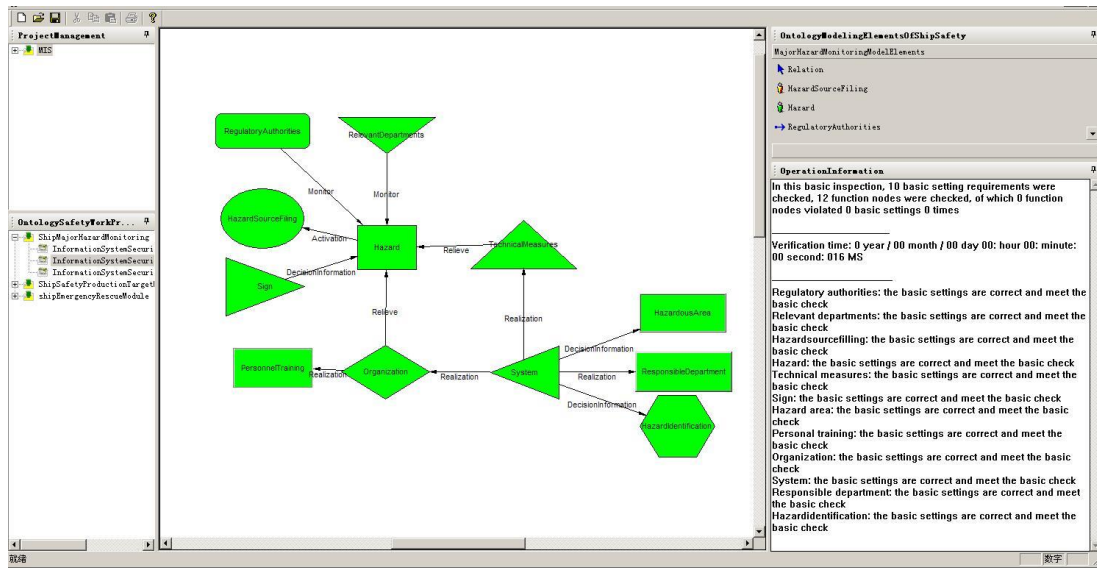 ProjectManagement
MIS
OntologySafetyWorkPr...
ShipMajorHazardMonitoring
InformationSystemSecuri
InformationSystemSecuri
InformationSystemSecuri
ShipSafetyProductionTargetM
shipEmergencyRescueModule
RegulatoryAuthorities
RelevantDepartments
Monitor
Monitor
HazardSourceFiling
Activation
Hazard
Relieve
TechnicalMeasures
DecisionInformation
Sign
Relieve
Realization
HazardousArea
DecisionInformation
PersonnelTraining
Realization
Organization
Realization
System
Realization
ResponsibleDepartment
DecisionInformation
HazardIdentification
OntologyModelingElementsOfShipSafety
MajorHazardMonitoringModelElements
Relation
HazardSourceFiling
Hazard
RegulatoryAuthorities
OperationInformation
In this basic inspection, 10 basic setting requirements were
checked, 12 function nodes were checked, of which 0 function
nodes violated 0 basic settings 0 times
Verification time: 0 year / 00 month / 00 day 00: hour 00: minute:
00 second: 016 MS
Regulatory authorities: the basic settings are correct and meet the
basic check
Relevant departments: the basic settings are correct and meet the
basic check
Hazardsourcefilling: the basic settings are correct and meet the
basic check
Hazard: the basic settings are correct and meet the basic check
Technical measures: the basic settings are correct and meet the
basic check
Sign: the basic settings are correct and meet the basic check
Hazard area: the basic settings are correct and meet the basic
check
Personal training: the basic settings are correct and meet the
basic check
Organization: the basic settings are correct and meet the basic
check
System: the basic settings are correct and meet the basic check
Responsible department: the basic settings are correct and meet
the basic check
Hazardidentification: the basic settings are correct and meet the
basic check
就绪
数字